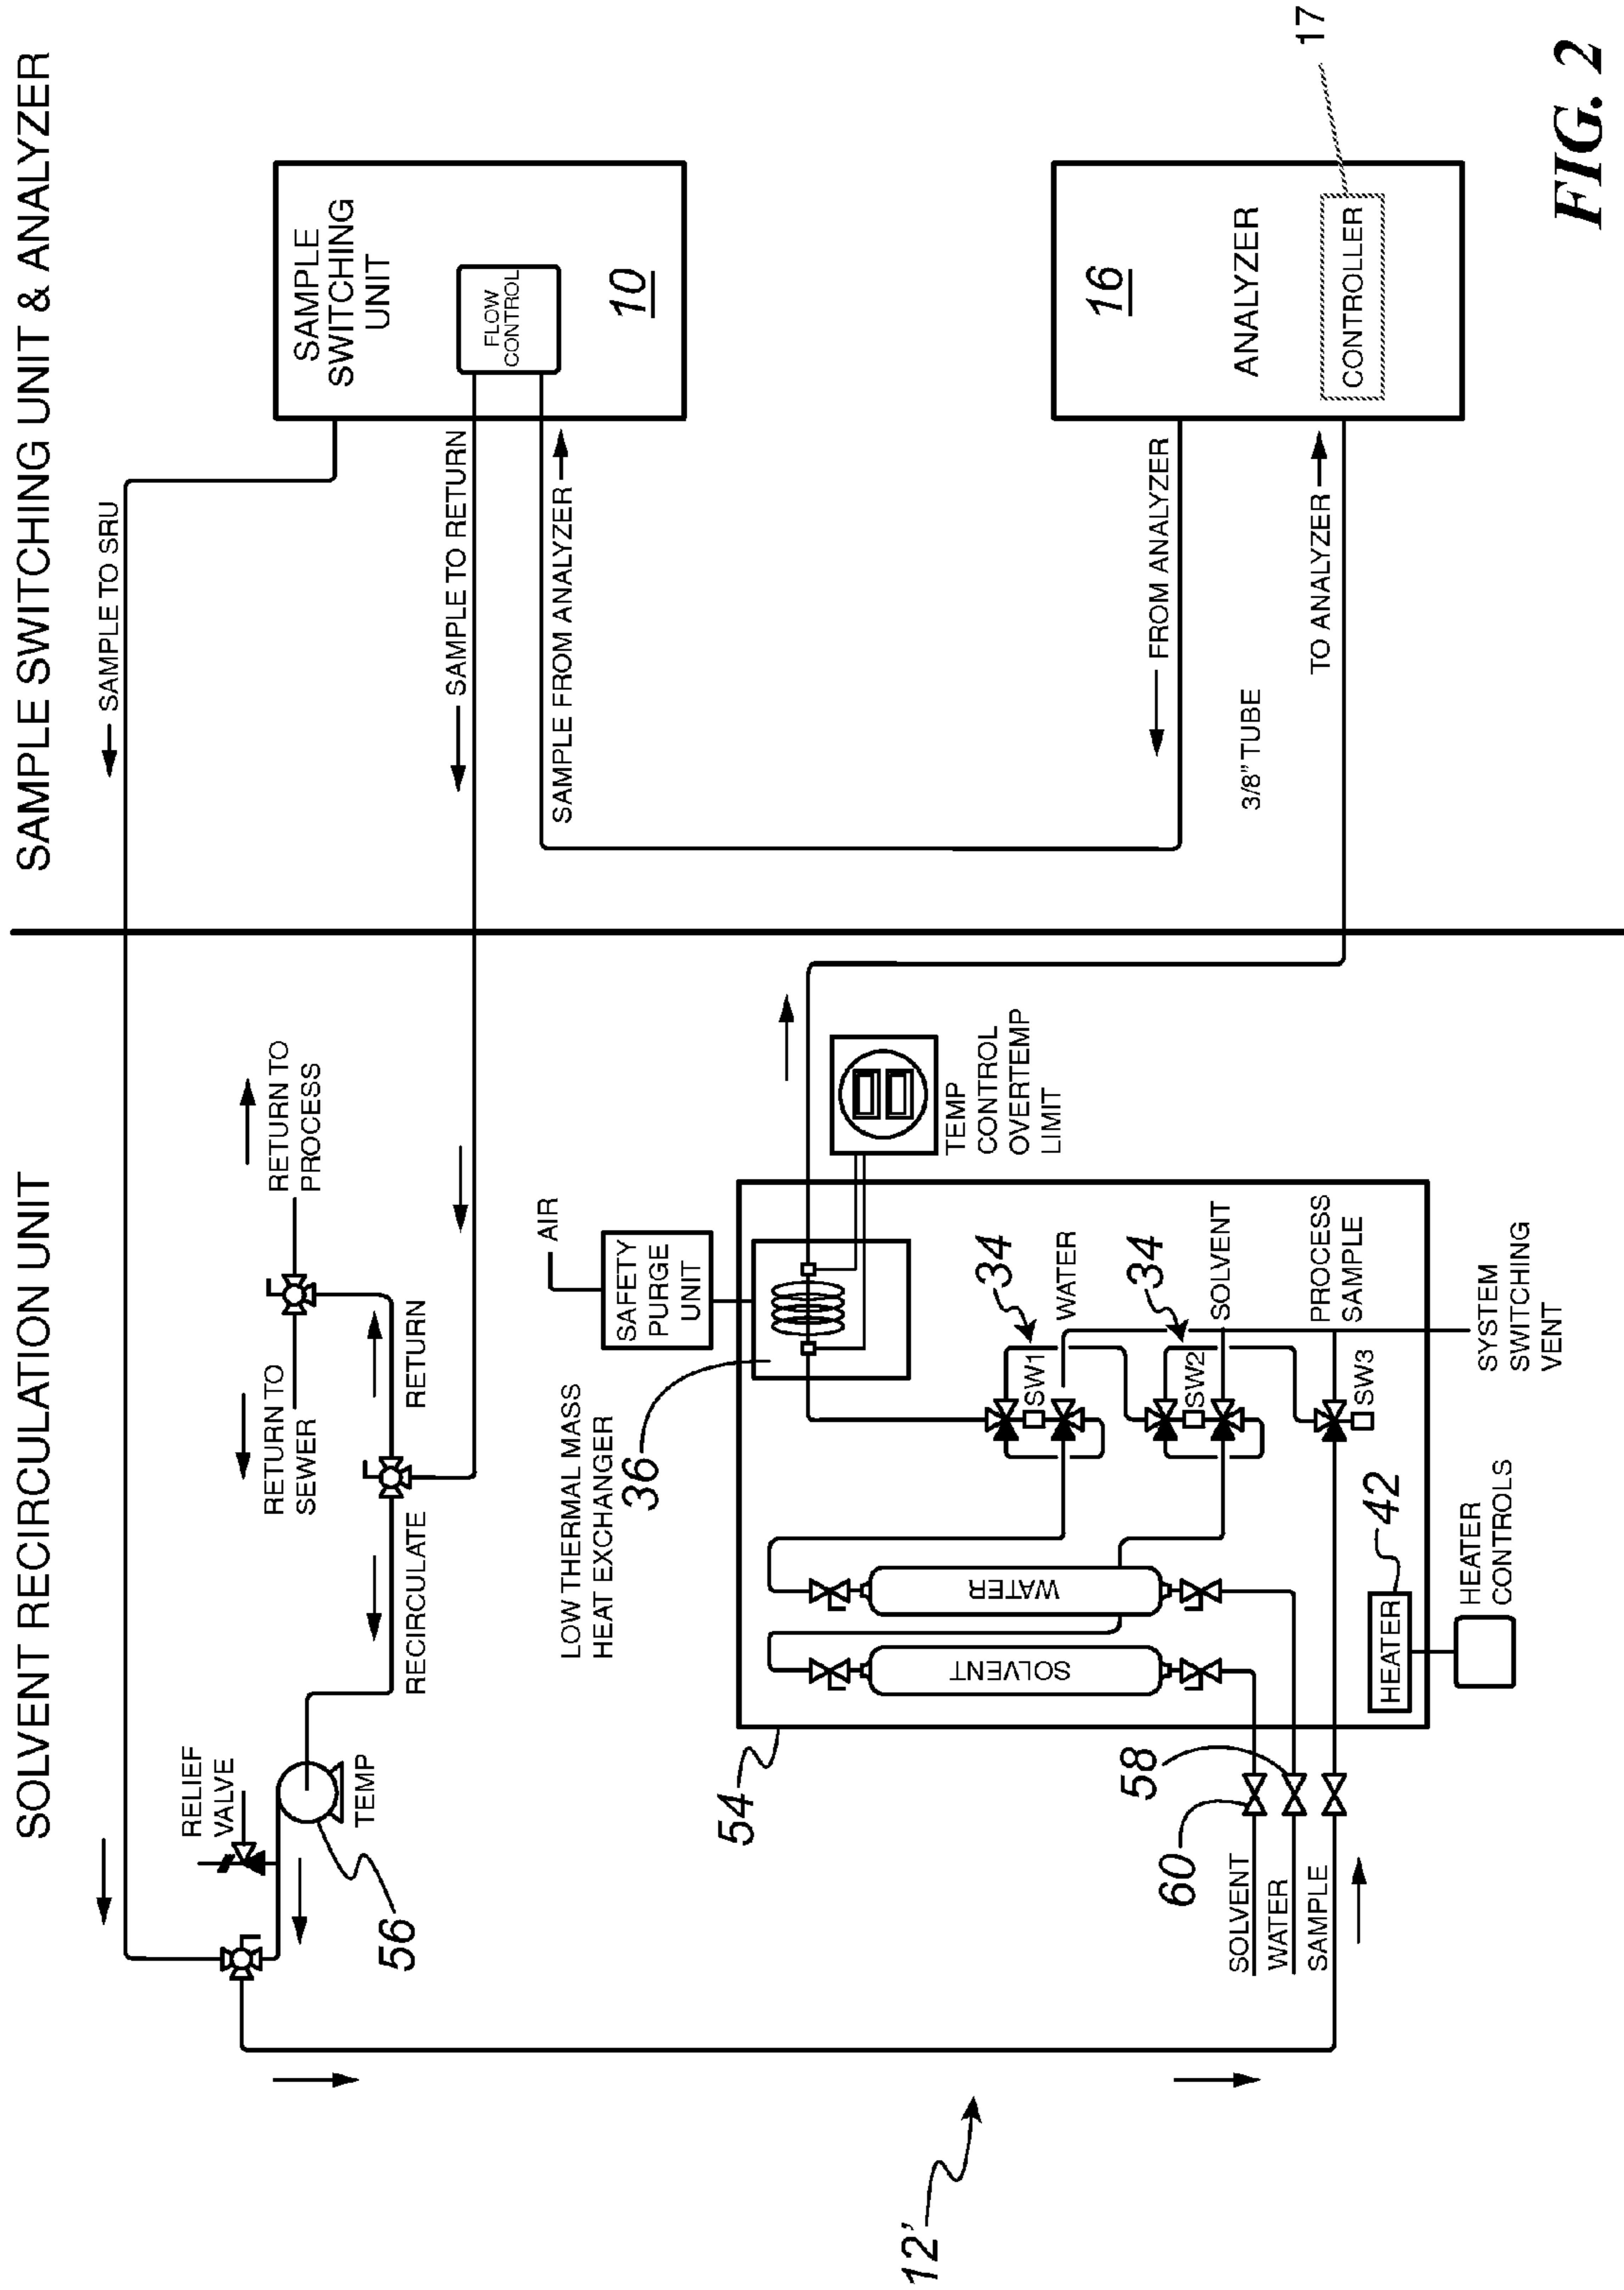 SOLVENT RECIRCULATION UNIT
SAMPLE SWITCHING UNIT & ANALYZER
SAMPLE TO SRU
RELIEF
VALVE
TEMP
56
RETURN TO
SEWER
RETURN TO
PROCESS
RECIRCULATE
RETURN
SAMPLE TO RETURN
SAMPLE FROM ANALYZER
SAMPLE
SWITCHING
UNIT
FLOW
CONTROL
10
AIR
SAFETY
PURGE
UNIT
LOW THERMAL MASS
HEAT EXCHANGER
36
TEMP
CONTROL
OVERTEMP
LIMIT
54
SOLVENT
WATER
34
SW1
WATER
34
SW2
SOLVENT
PROCESS
SAMPLE
SW3
SYSTEM
SWITCHING
VENT
HEATER
42
HEATER
CONTROLS
58
60
SOLVENT
WATER
SAMPLE
FROM ANALYZER
3/8" TUBE
TO ANALYZER
16
ANALYZER
CONTROLLER
17
12'
FIG. 2